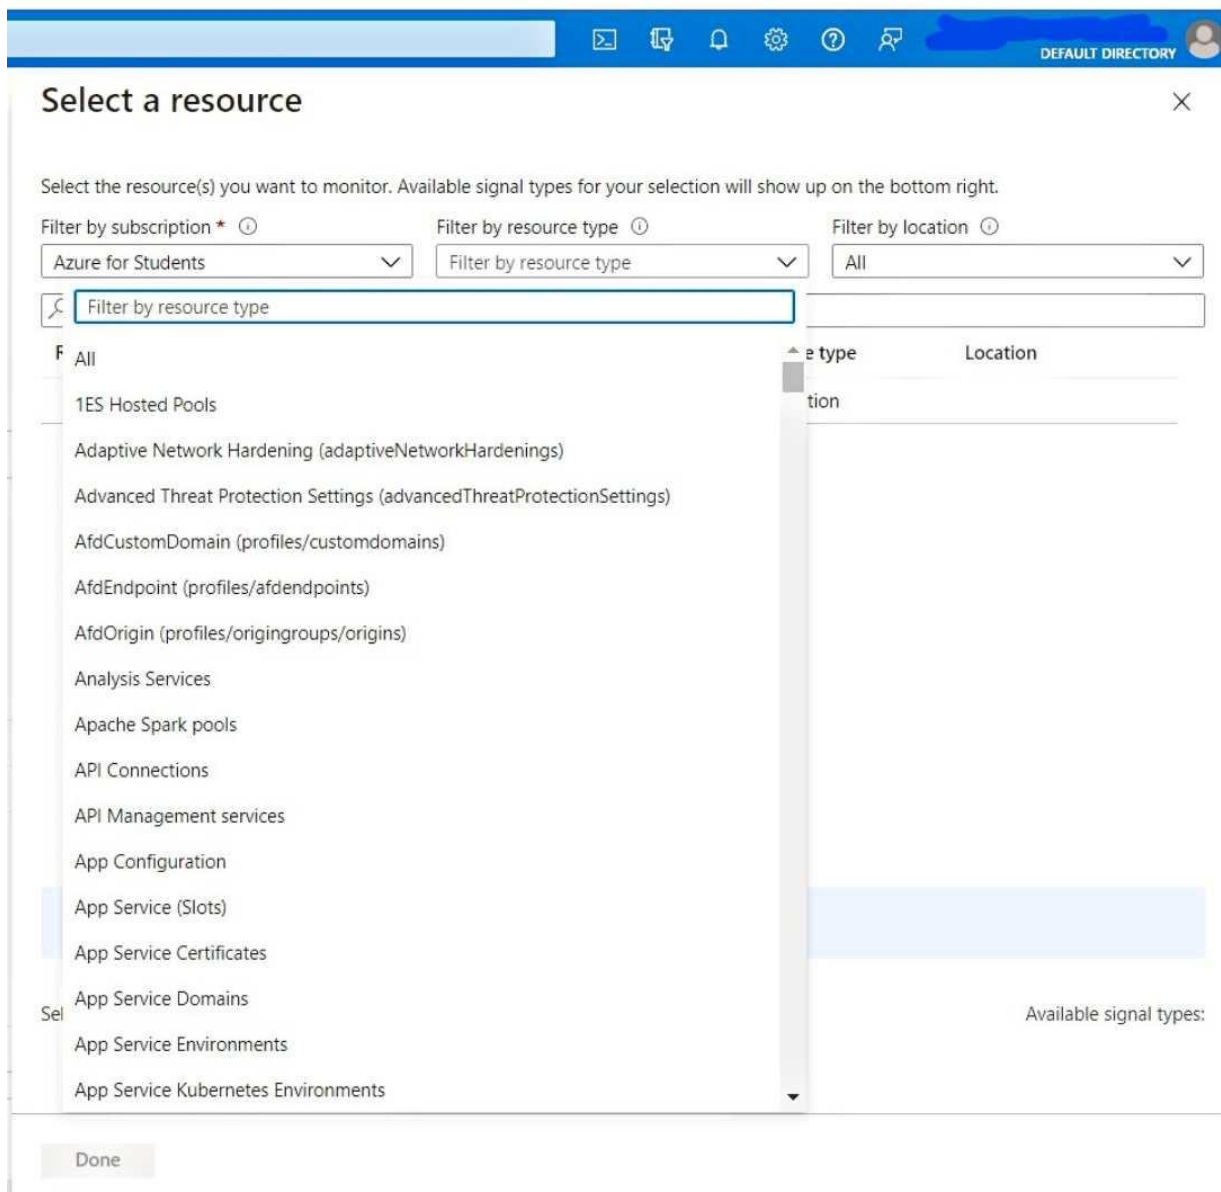 DEFAULT DIRECTORY
Select a resource
Select the resource(s) you want to monitor. Available signal types for your selection will show up on the bottom right.
Filter by subscription * Filter by resource type Filter by location
Azure for Students Filter by resource type All
Filter by resource type
e type Location
All
1ES Hosted Pools
tion
Adaptive Network Hardening (adaptiveNetworkHardenings)
Advanced Threat Protection Settings (advancedThreatProtectionSettings)
AfdCustomDomain (profiles/customdomains)
AfdEndpoint (profiles/afdendpoints)
AfdOrigin (profiles/origingroups/origins)
Analysis Services
Apache Spark pools
API Connections
API Management services
App Configuration
App Service (Slots)
App Service Certificates
App Service Domains
Sel Available signal types:
App Service Environments
App Service Kubernetes Environments
Done